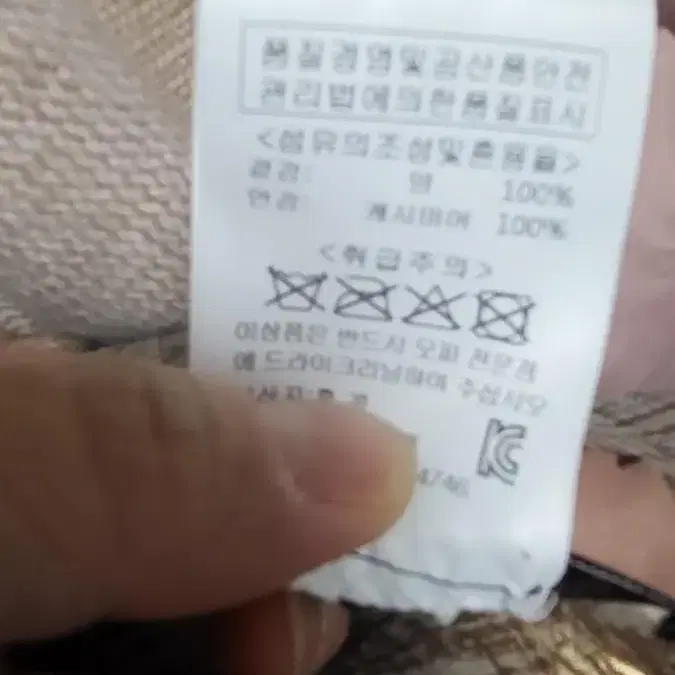 품질경영및공산품안전
관리법에의한품질표시
<섬유의조성및혼용율>
겉감: 양 100%
안감: 캐시미어 100%
<취급주의>
이상품은 반드시 모피 전문점
에 드라이크리닝하여 주십시오
4746